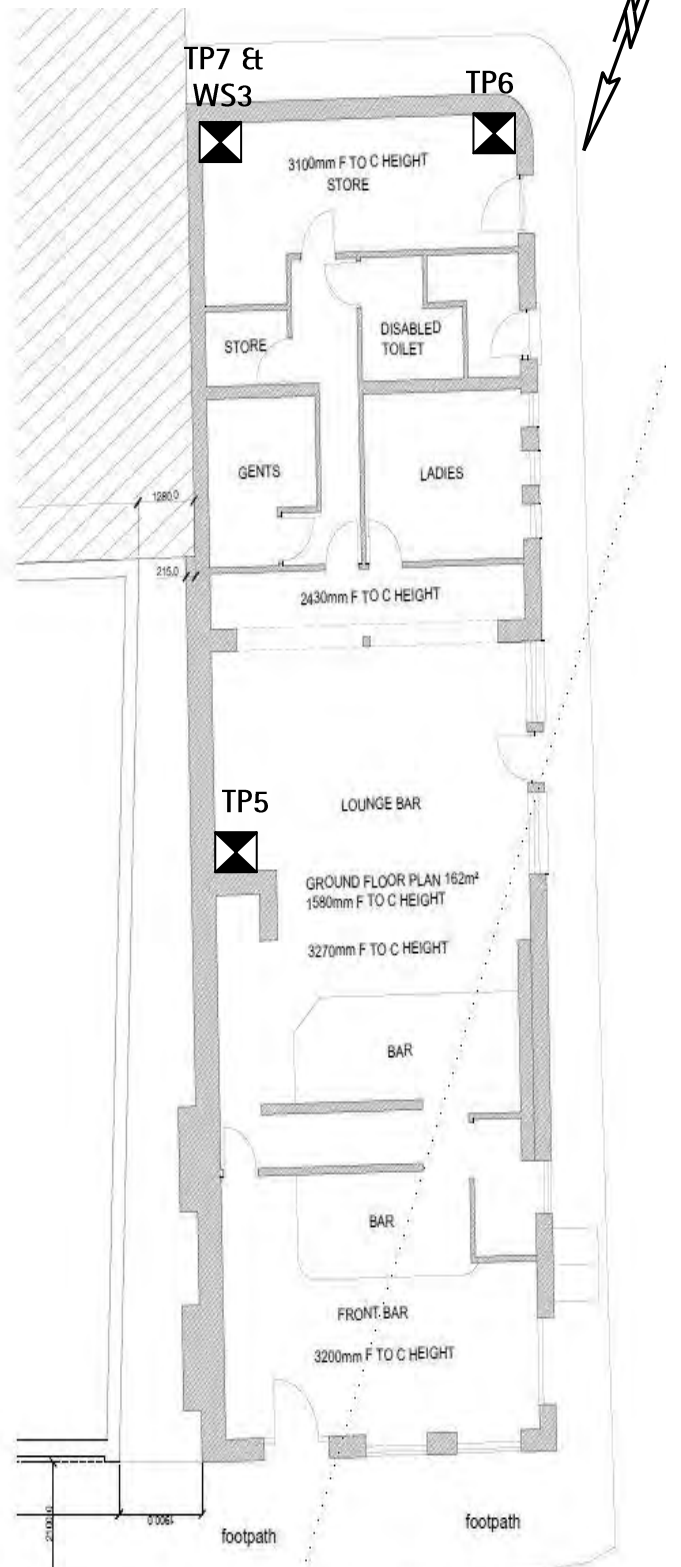 TP7 &
WS3
TP6
3100mm F TO C HEIGHT
STORE
STORE
DISABLED
TOILET
GENTS
LADIES
1280.0
215.0
2430mm F TO C HEIGHT
TP5
LOUNGE BAR
GROUND FLOOR PLAN 162m²
1580mm F TO C HEIGHT
3270mm F TO C HEIGHT
BAR
BAR
FRONT BAR
3200mm F TO C HEIGHT
1900.0
2100.0
footpath
footpath